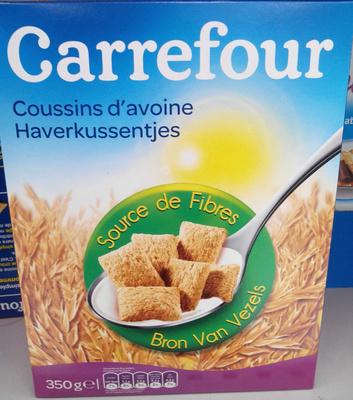 Carrefour
Coussins d'avoine
Haverkussentjes
Source de Fibres
Bron Van Vezels
350g e